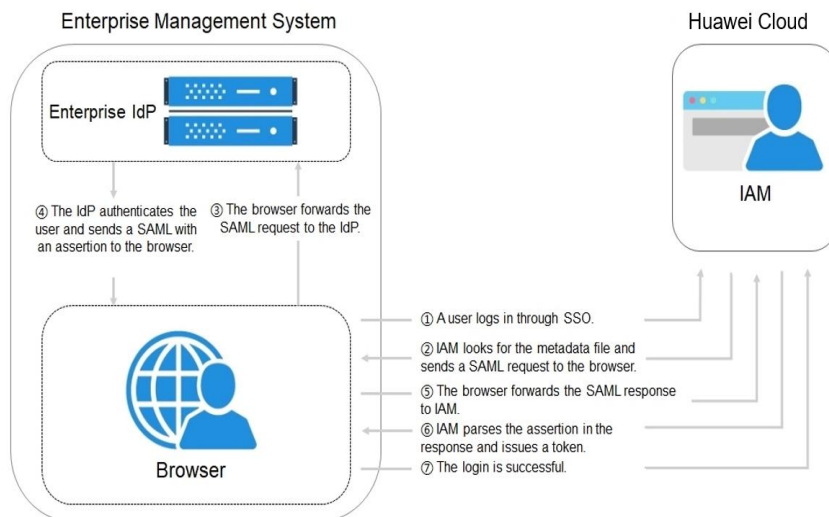 Enterprise Management System
Huawei Cloud
Enterprise IdP
IAM
④ The IdP authenticates the
user and sends a SAML with
an assertion to the browser.
③ The browser forwards the
SAML request to the IdP.
① A user logs in through SSO.
② IAM looks for the metadata file and
sends a SAML request to the browser.
⑤ The browser forwards the SAML response
to IAM.
⑥ IAM parses the assertion in the
response and issues a token.
⑦ The login is successful.
Browser